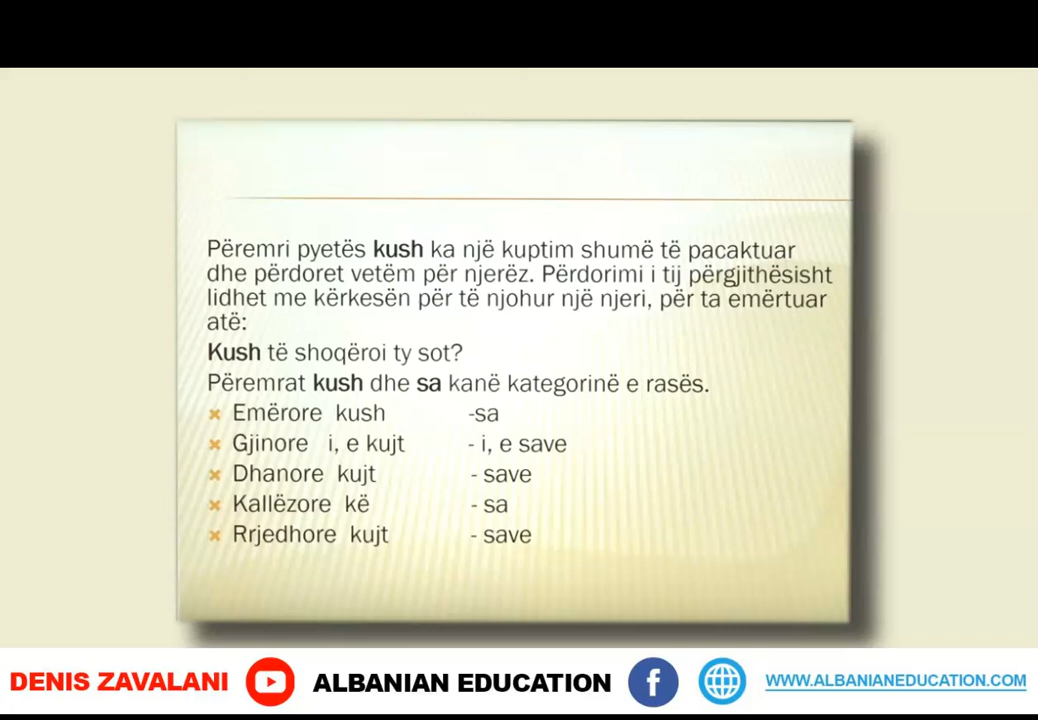 Përemri pyetës kush ka një kuptim shumë të pacaktuar
dhe përdoret vetëm për njerëz. Përdorimi i tij përgjithësisht
lidhet me kërkesën për të njohur një njeri, për ta emërtuar
atë:
Kush të shoqëroi ty sot?
Përemrat kush dhe sa kanë kategorinë e rasës.
Emërore kush -sa
Gjinore i, e kujt - i, e save
Dhanore kujt - save
Kallëzore kë - sa
Rrjedhore kujt - save
DENIS ZAVALANI ALBANIAN EDUCATION f WWW.ALBANIANEDUCATION.COM